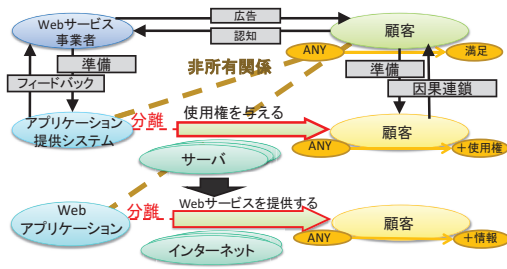 Webサービス
事業者
広告
認知
顧客
ANY
満足
準備
フィードバック
非所有関係
準備
因果連鎖
アプリケーション
提供システム
分離
使用権を与える
顧客
ANY
+使用権
サーバ
Web
アプリケーション
分離
Webサービスを提供する
顧客
ANY
+情報
インターネット